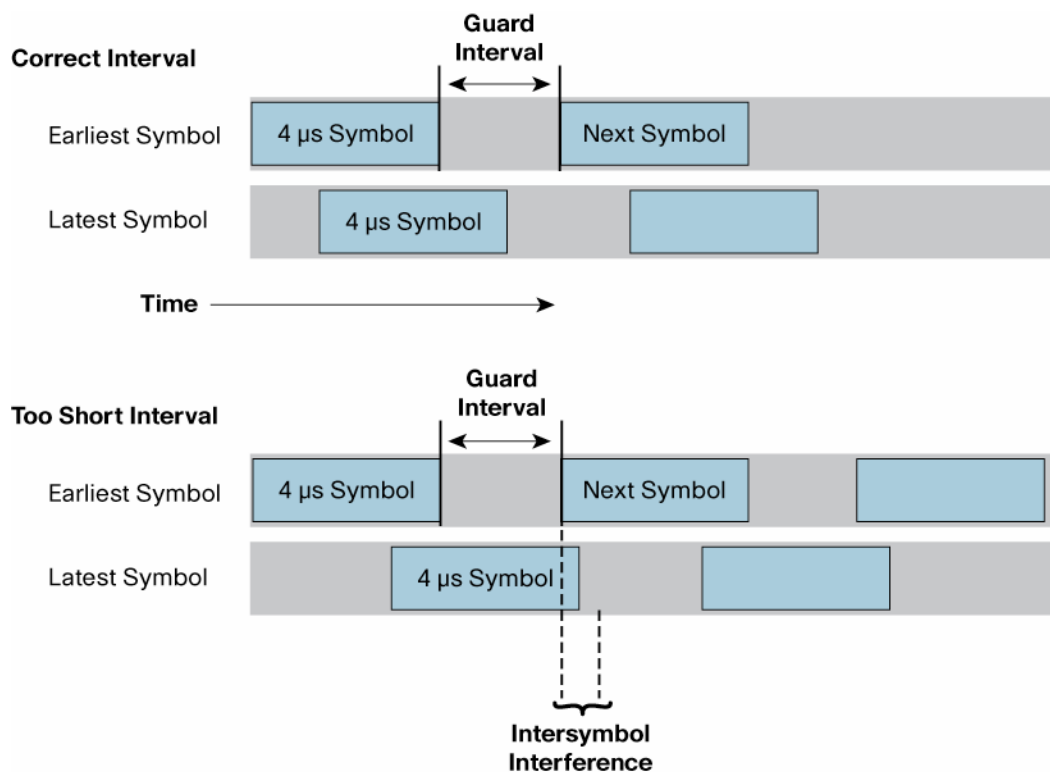 Guard
Interval
Correct Interval
Earliest Symbol
4 µs Symbol
Next Symbol
Latest Symbol
4 µs Symbol
Time
Guard
Interval
Too Short Interval
Earliest Symbol
4 µs Symbol
Next Symbol
Latest Symbol
4 µs Symbol
Intersymbol
Interference